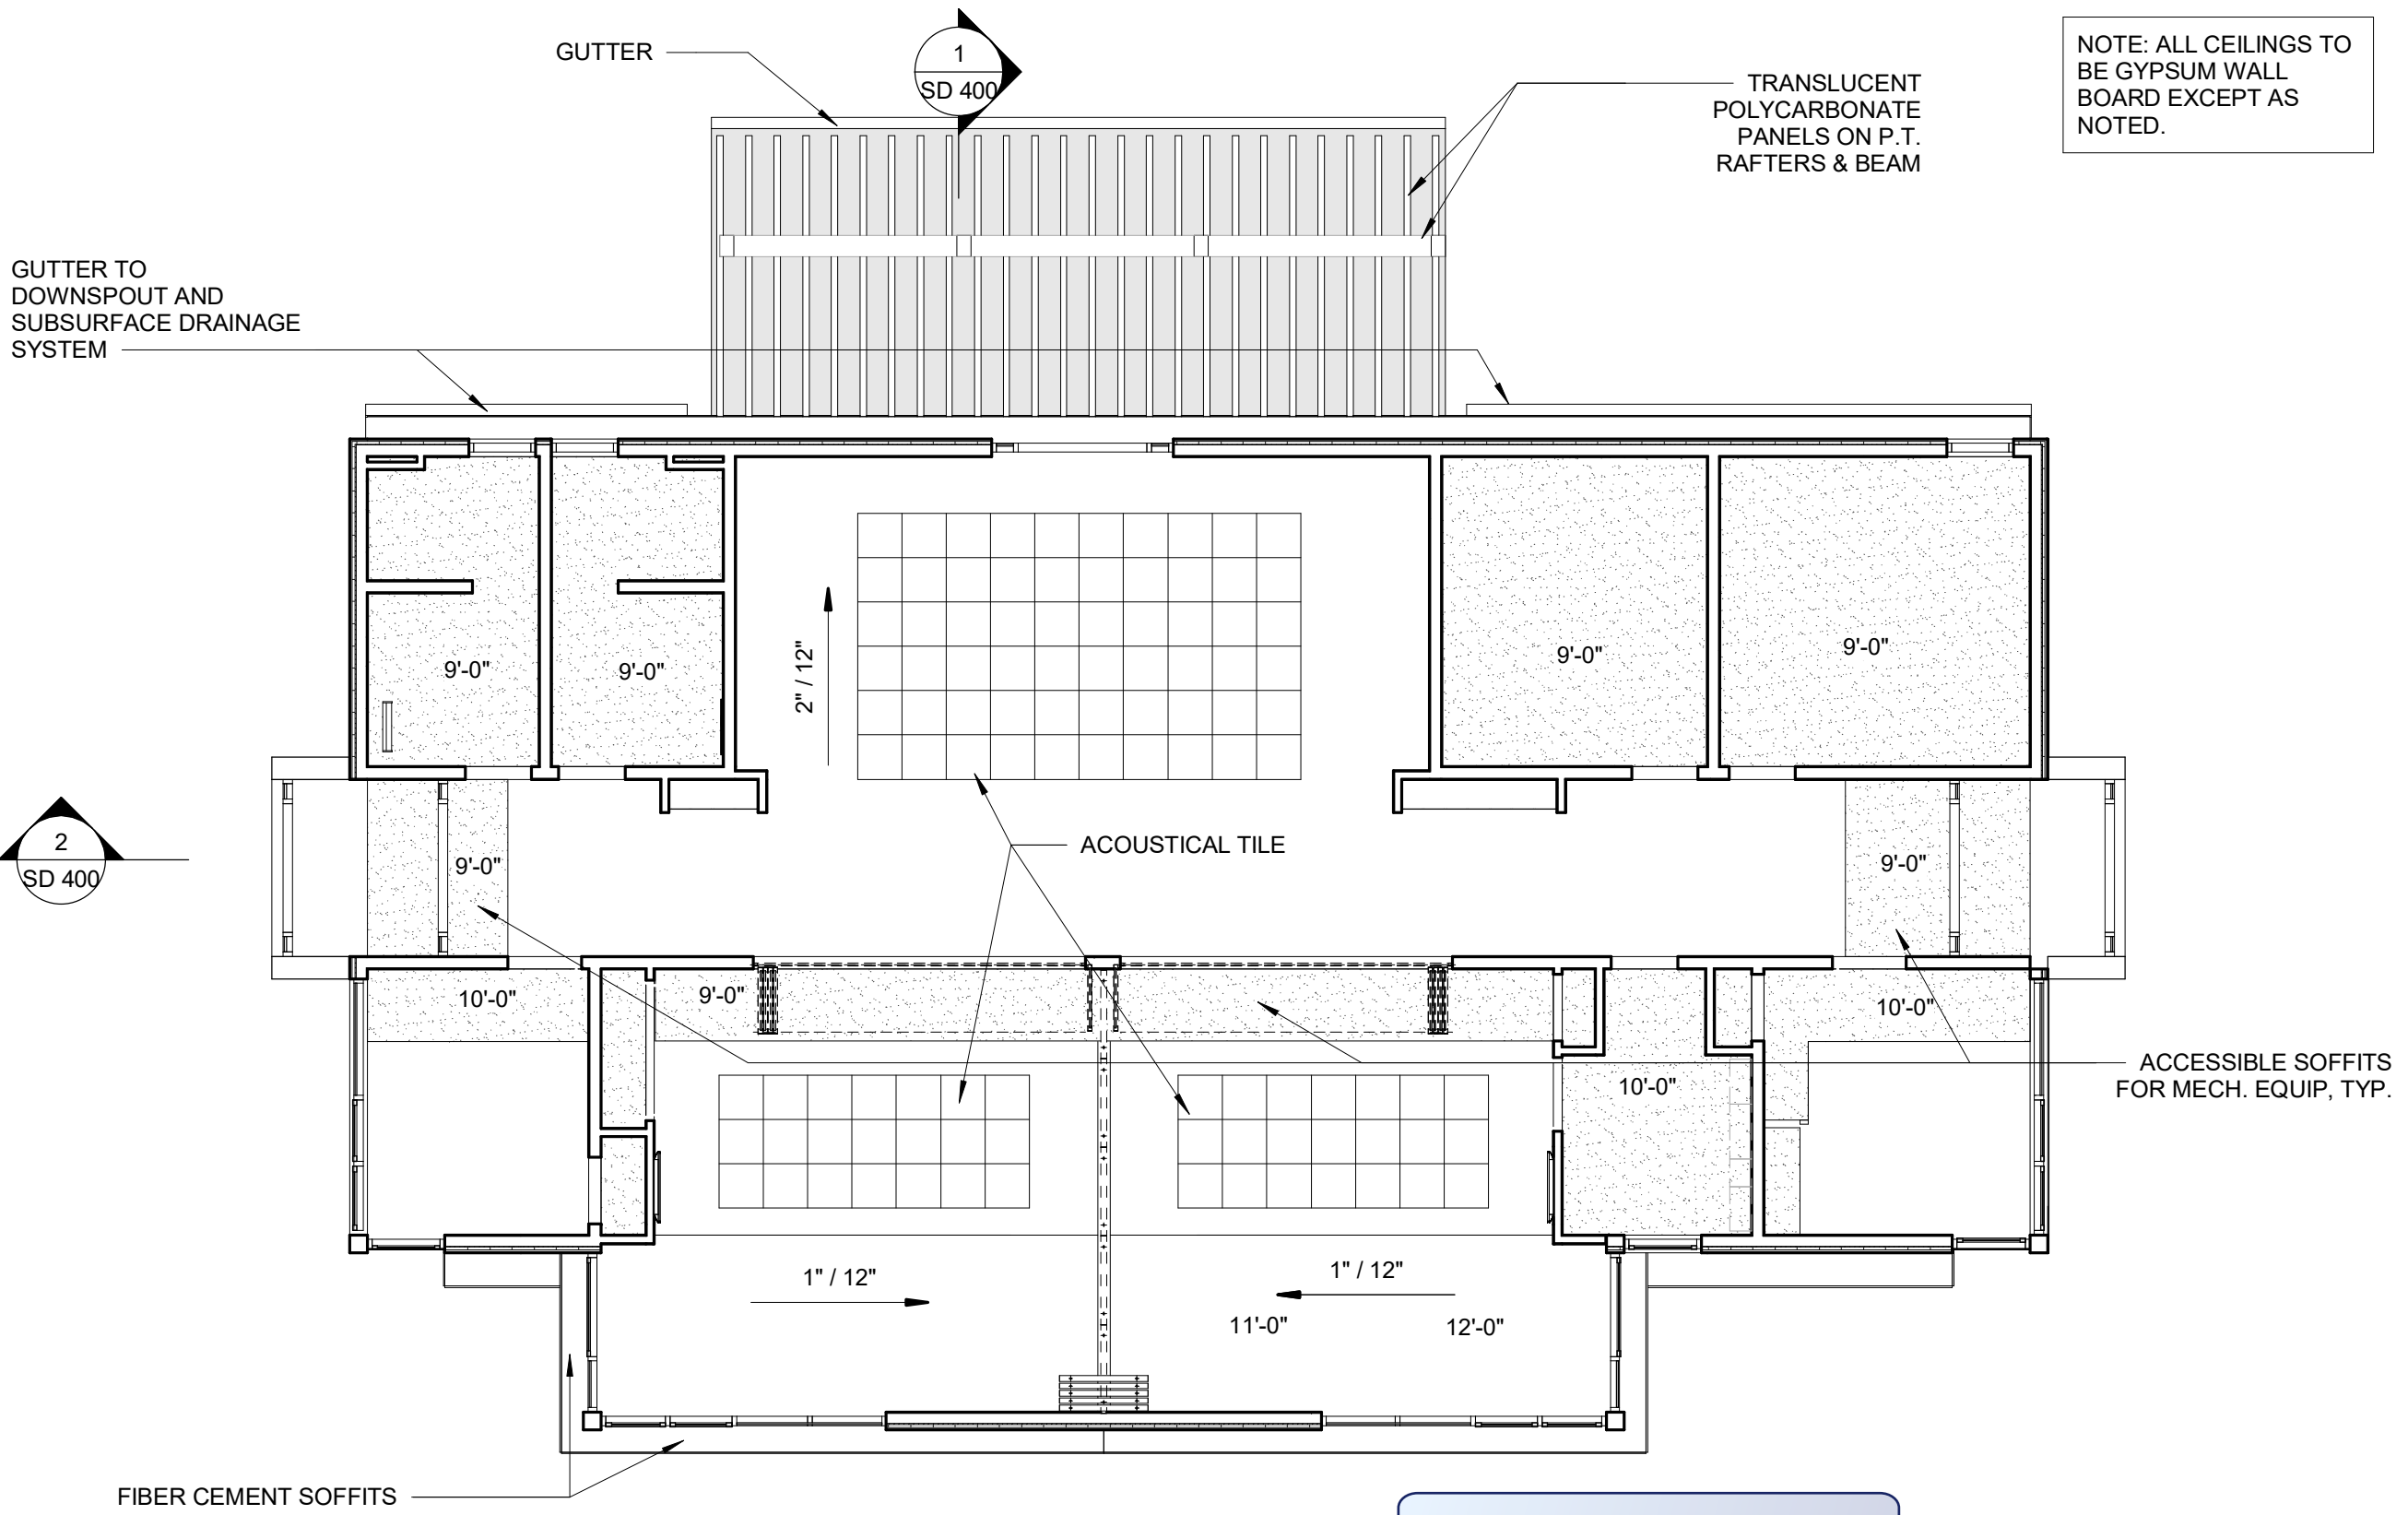 GUTTER
1
SD 400
TRANSLUCENT
POLYCARBONATE
PANELS ON P.T.
RAFTERS & BEAM
NOTE: ALL CEILINGS TO
BE GYPSUM WALL
BOARD EXCEPT AS
NOTED.
GUTTER TO
DOWNSPOUT AND
SUBSURFACE DRAINAGE
SYSTEM
9'-0"
9'-0"
2" / 12"
9'-0"
9'-0"
2
SD 400
9'-0"
ACOUSTICAL TILE
9'-0"
10'-0"
9'-0"
10'-0"
10'-0"
ACCESSIBLE SOFFITS
FOR MECH. EQUIP, TYP.
1" / 12"
1" / 12"
11'-0"
12'-0"
FIBER CEMENT SOFFITS